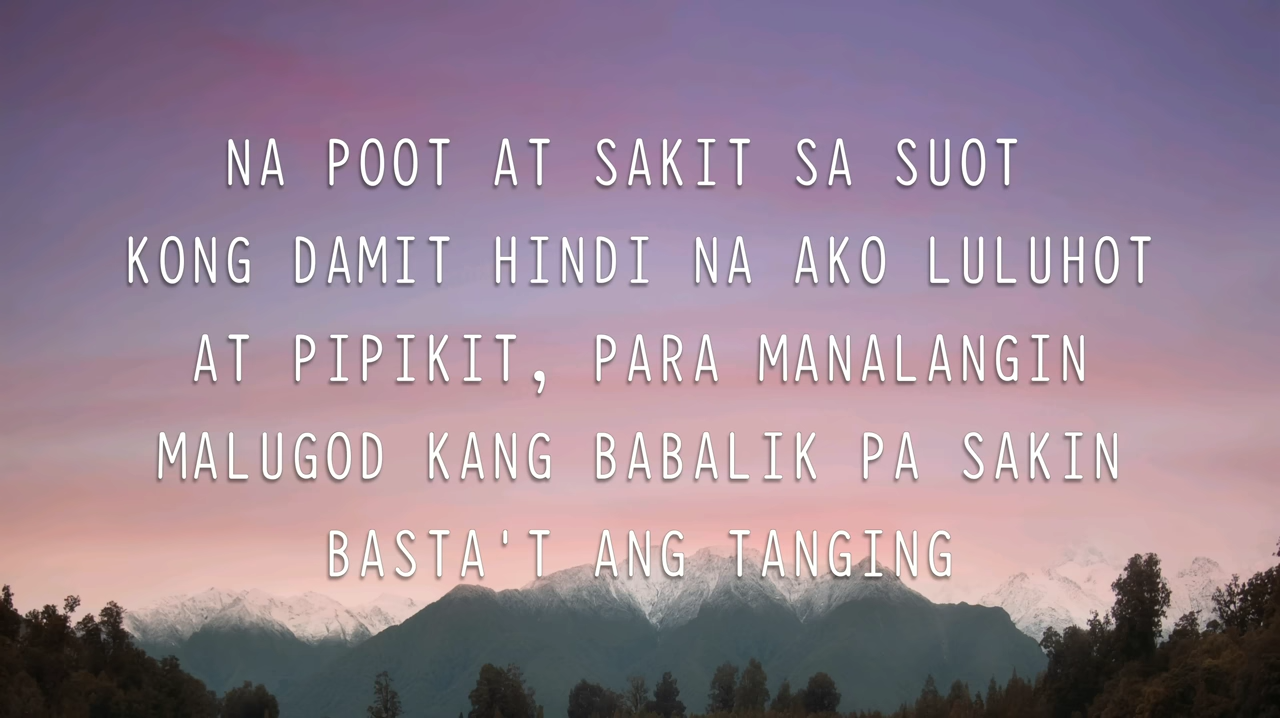 NA POOT AT SAKIT SA SUOT
KONG DAMIT HINDI NA AKO LULUHOT
AT PIPIKIT, PARA MANALANGIN
MALUGOD KANG BABALIK PA SAKIN
BASTA'T ANG TANGING